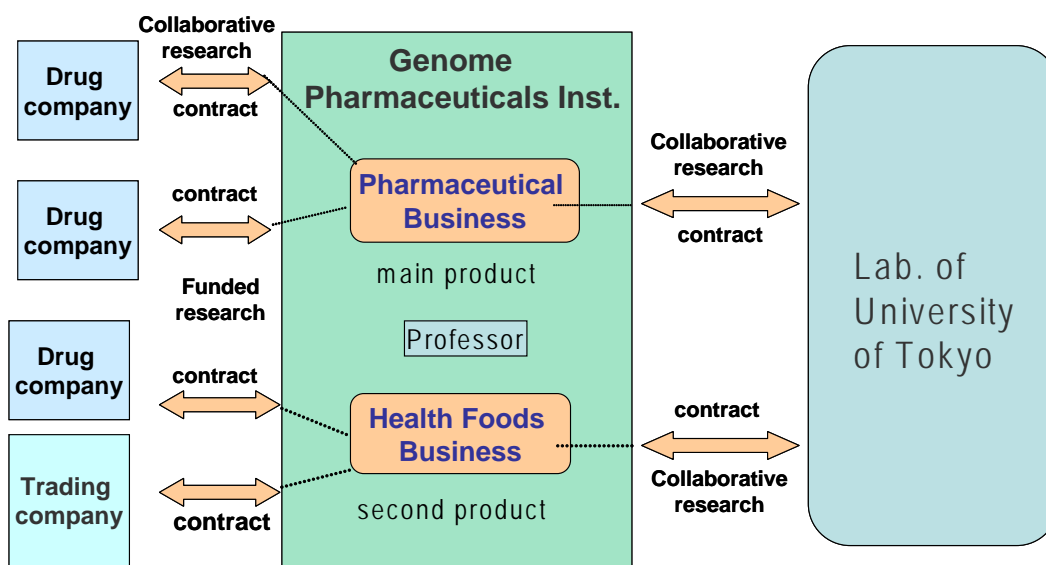 Collaborative
research
Drug
company
contract
contract
Drug
company
Funded
research
Drug
company
contract
Trading
company
contract
Genome
Pharmaceuticals Inst.
Pharmaceutical
Business
main product
Professor
Health Foods
Business
second product
Collaborative
research
contract
contract
Collaborative
research
Lab. of
University
of Tokyo